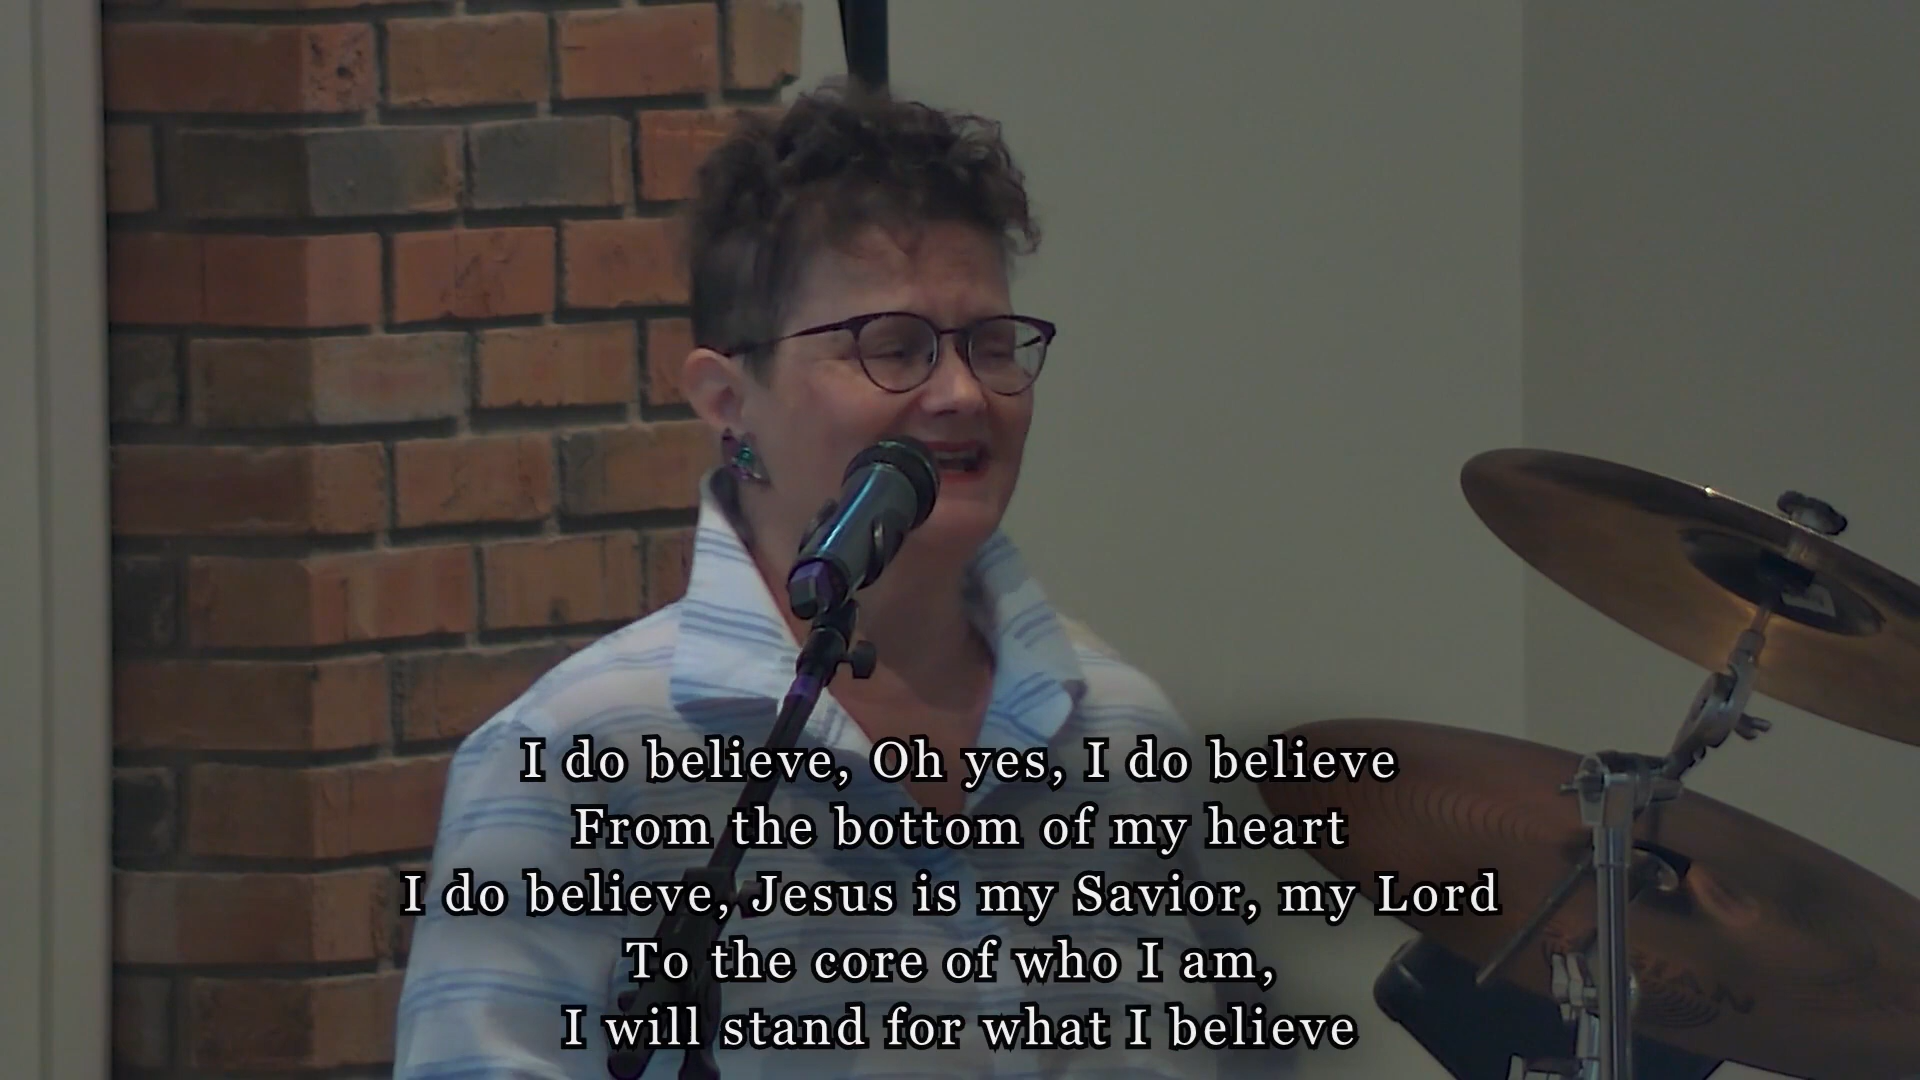 I do believe, Oh yes, I do believe
From the bottom of my heart
I do believe, Jesus is my Savior, my Lord
To the core of who I am,
I will stand for what I believe